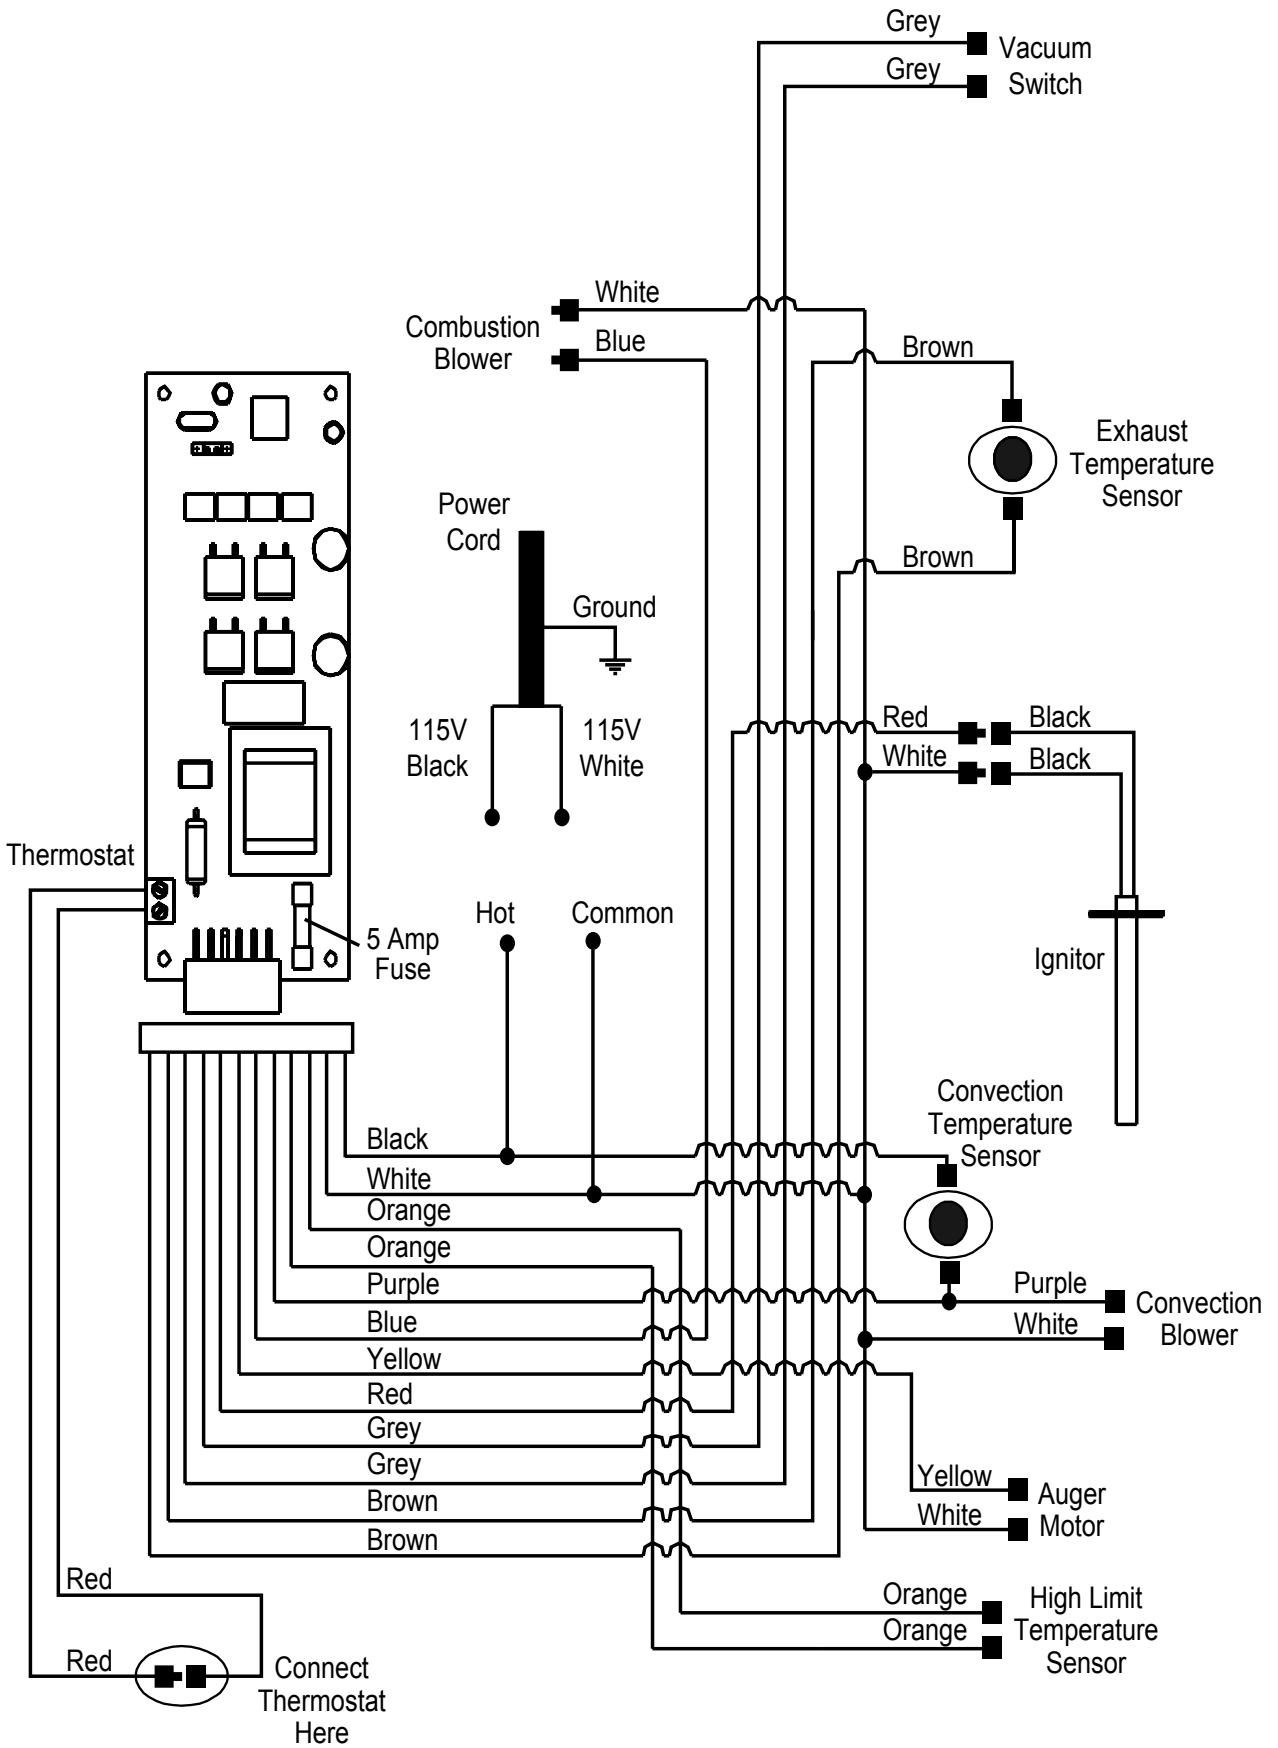 Grey
Vacuum
Grey
Switch
White
Combustion
Blower
Blue
Brown
Exhaust
Temperature
Sensor
Power
Cord
Brown
Ground
Red
Black
115V
Black
115V
White
White
Black
Thermostat
Hot
Common
5 Amp
Fuse
Ignitor
Convection
Temperature
Sensor
Black
White
Orange
Orange
Purple
Purple
Convection
Blower
Blue
White
Yellow
Red
Grey
Grey
Yellow
Auger
Motor
Brown
White
Brown
Red
Orange
High Limit
Temperature
Sensor
Orange
Red
Connect
Thermostat
Here